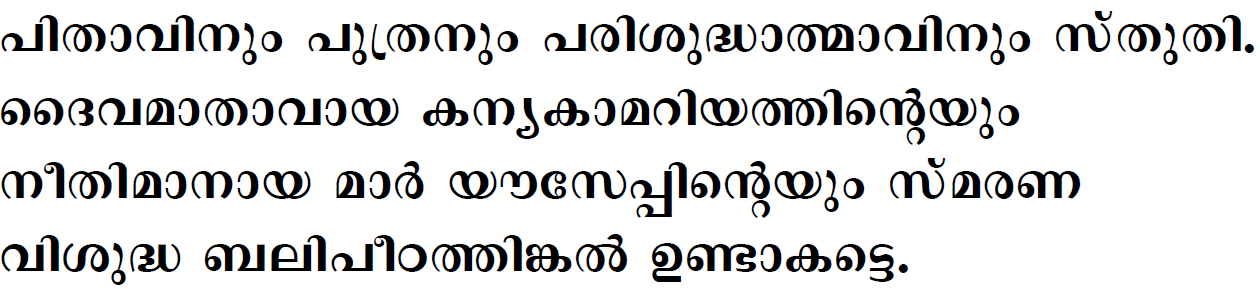 പിതാവിനും പുത്രനും പരിശുദ്ധാത്മാവിനും സ്തുതി.
ദൈവമാതാവായ കന്യകാമറിയത്തിന്റെയും
നീതിമാനായ മാർ യൗസേപ്പിന്റെയും സ്മരണ
വിശുദ്ധ ബലിപീഠത്തിങ്കൽ ഉണ്ടാകട്ടെ.